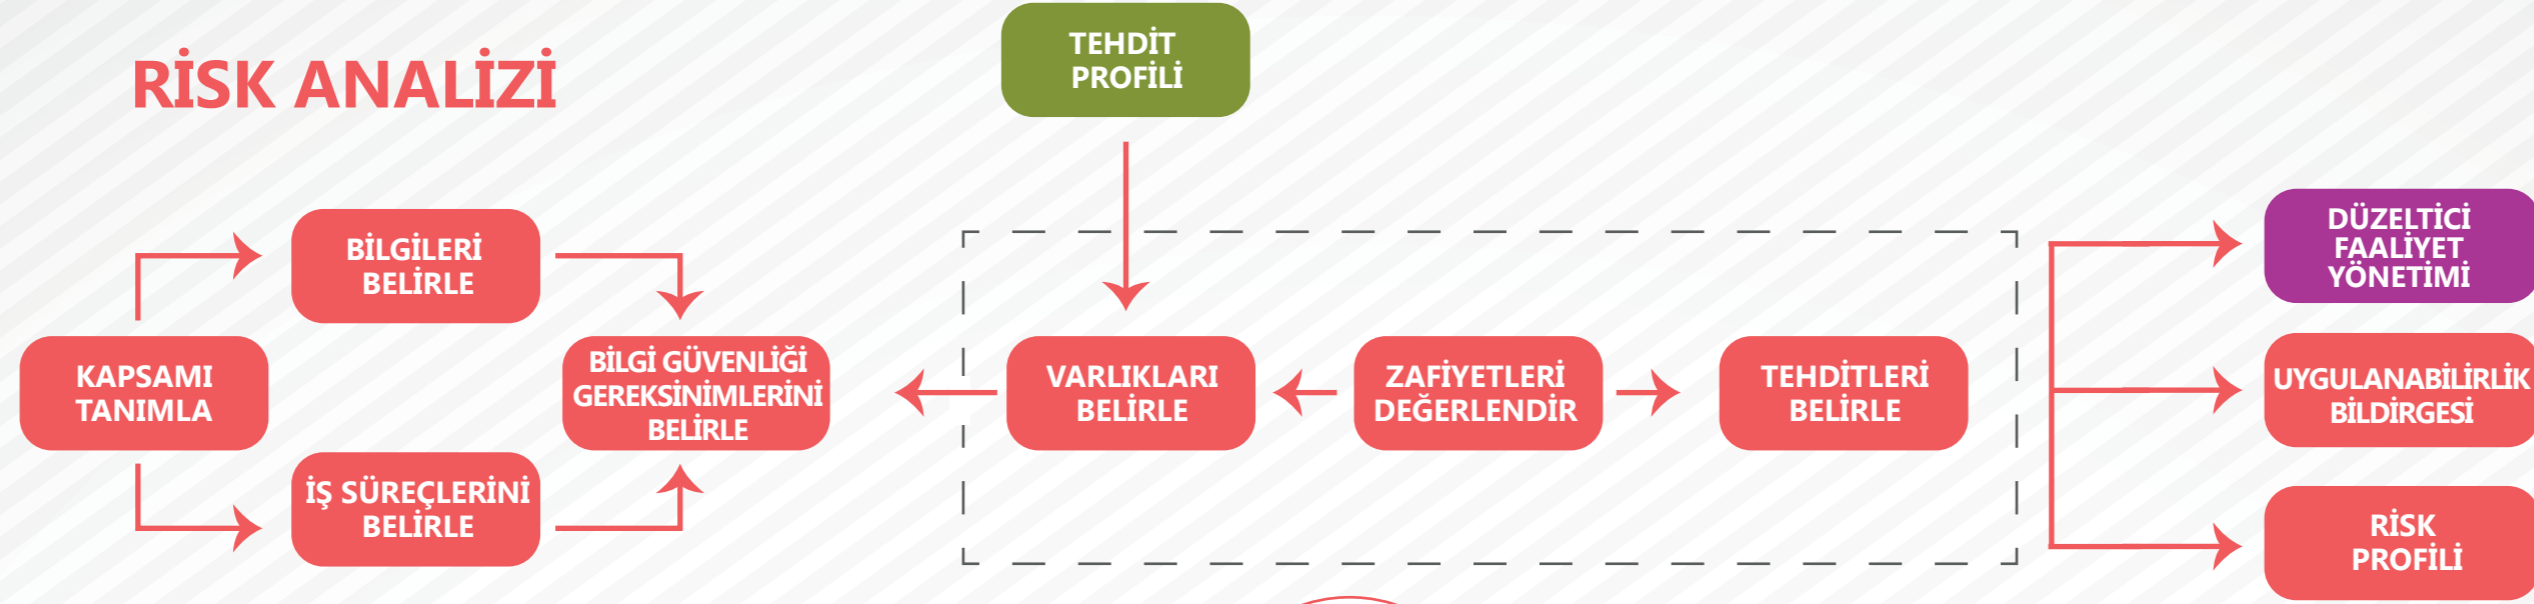 RİSK ANALİZİ
TEHDİT
PROFİLİ
KAPSAMI
TANIMLA
BİLGİLERİ
BELİRLE
İŞ SÜREÇLERİNİ
BELİRLE
BİLGİ GÜVENLİĞİ
GEREKSİNİMLERİNİ
BELİRLE
VARLIKLARI
BELİRLE
ZAFİYETLERİ
DEĞERLENDİR
TEHDİTLERİ
BELİRLE
DÜZELTİCİ
FAALİYET
YÖNETİMİ
UYGULANABİLİRLİK
BİLDİRGESİ
RİSK
PROFİLİ